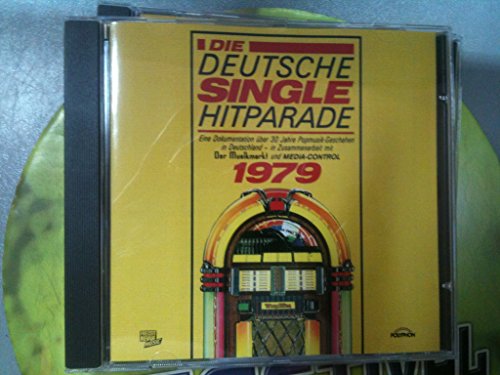 DIE
DEUTSCHE
SINGLE
HITPARADE
Eine Dokumentation über 30 Jahre Popmusik-Geschehen
in Deutschland – in Zusammenarbeit mit
Der Musikmarkt und MEDIA-CONTROL
1979
POLYPHON